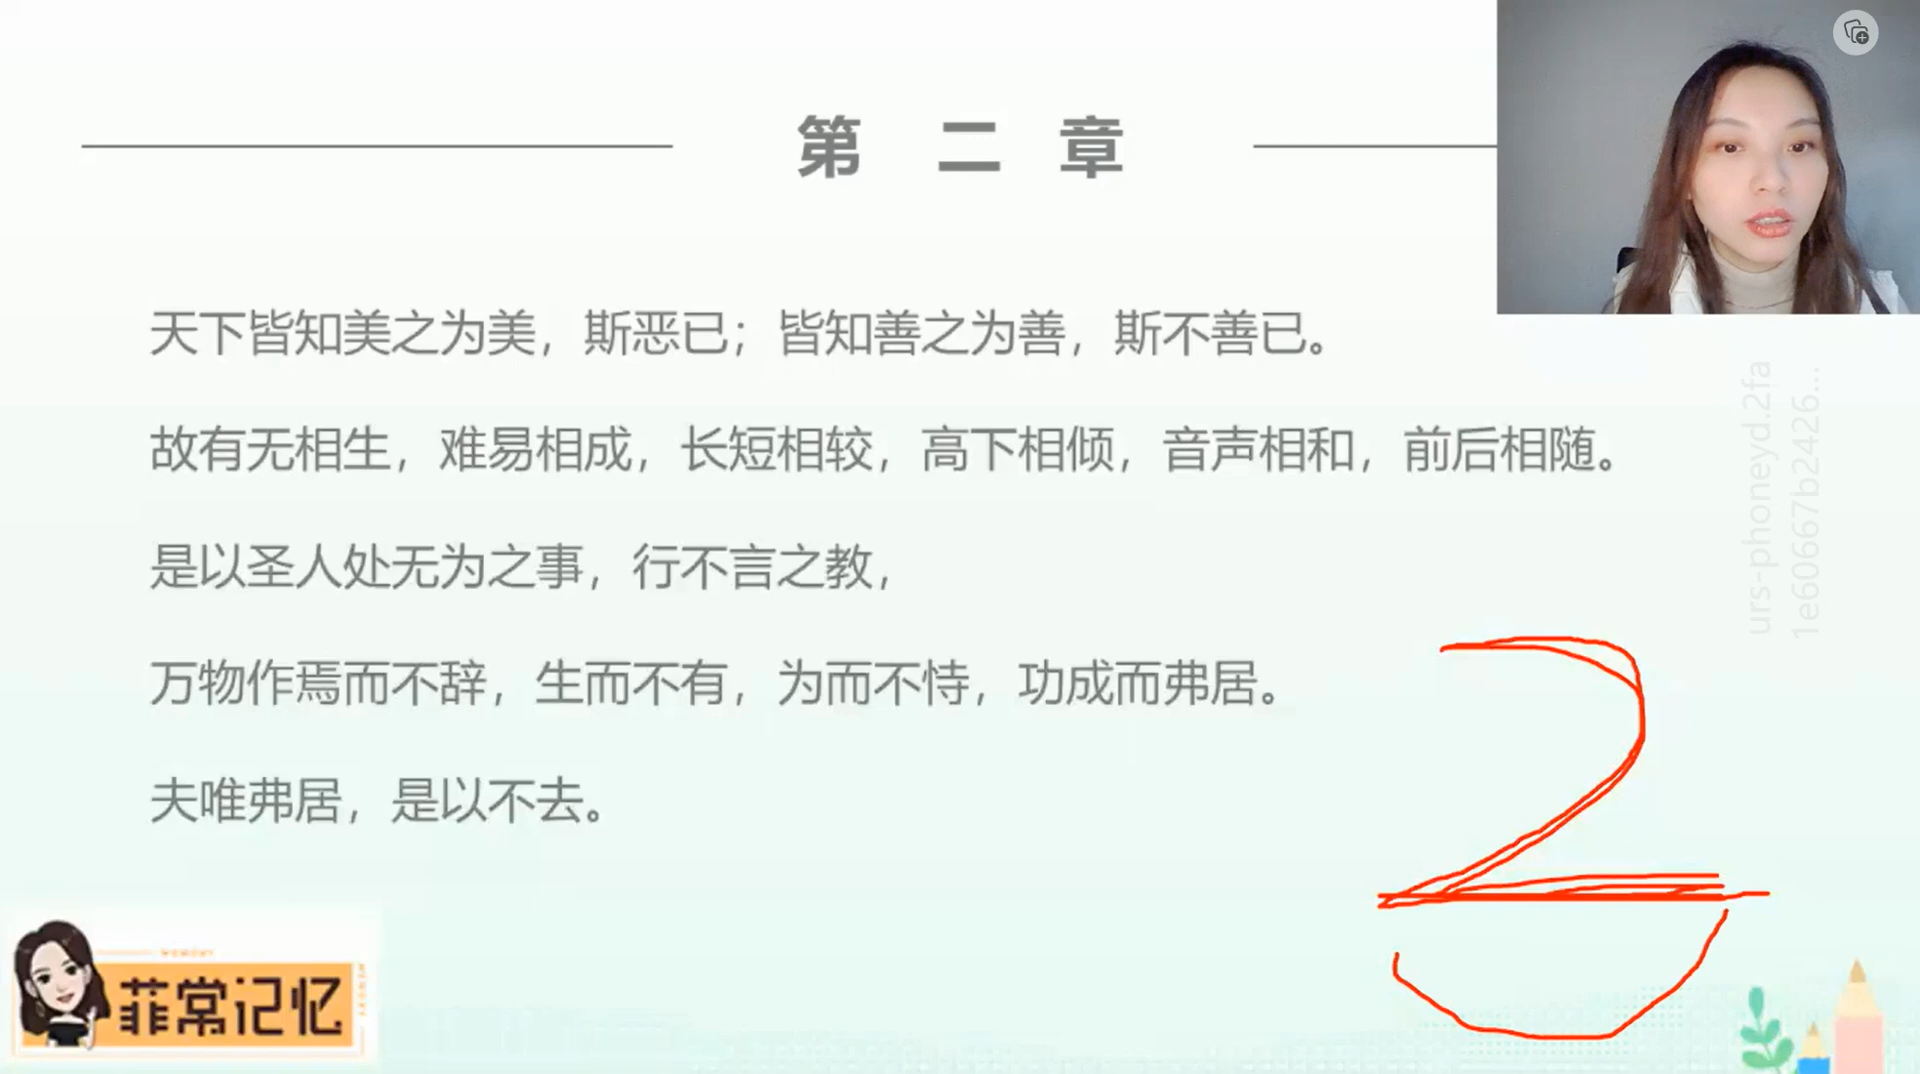 第 二 章
天下皆知美之为美，斯恶已；皆知善之为善，斯不善已。
故有无相生，难易相成，长短相较，高下相倾，音声相和，前后相随。
是以圣人处无为之事，行不言之教，
万物作焉而不辞，生而不有，为而不恃，功成而弗居。
夫唯弗居，是以不去。
urs-phoneyd.2fa
1e60667b2426...
2
菲常记忆